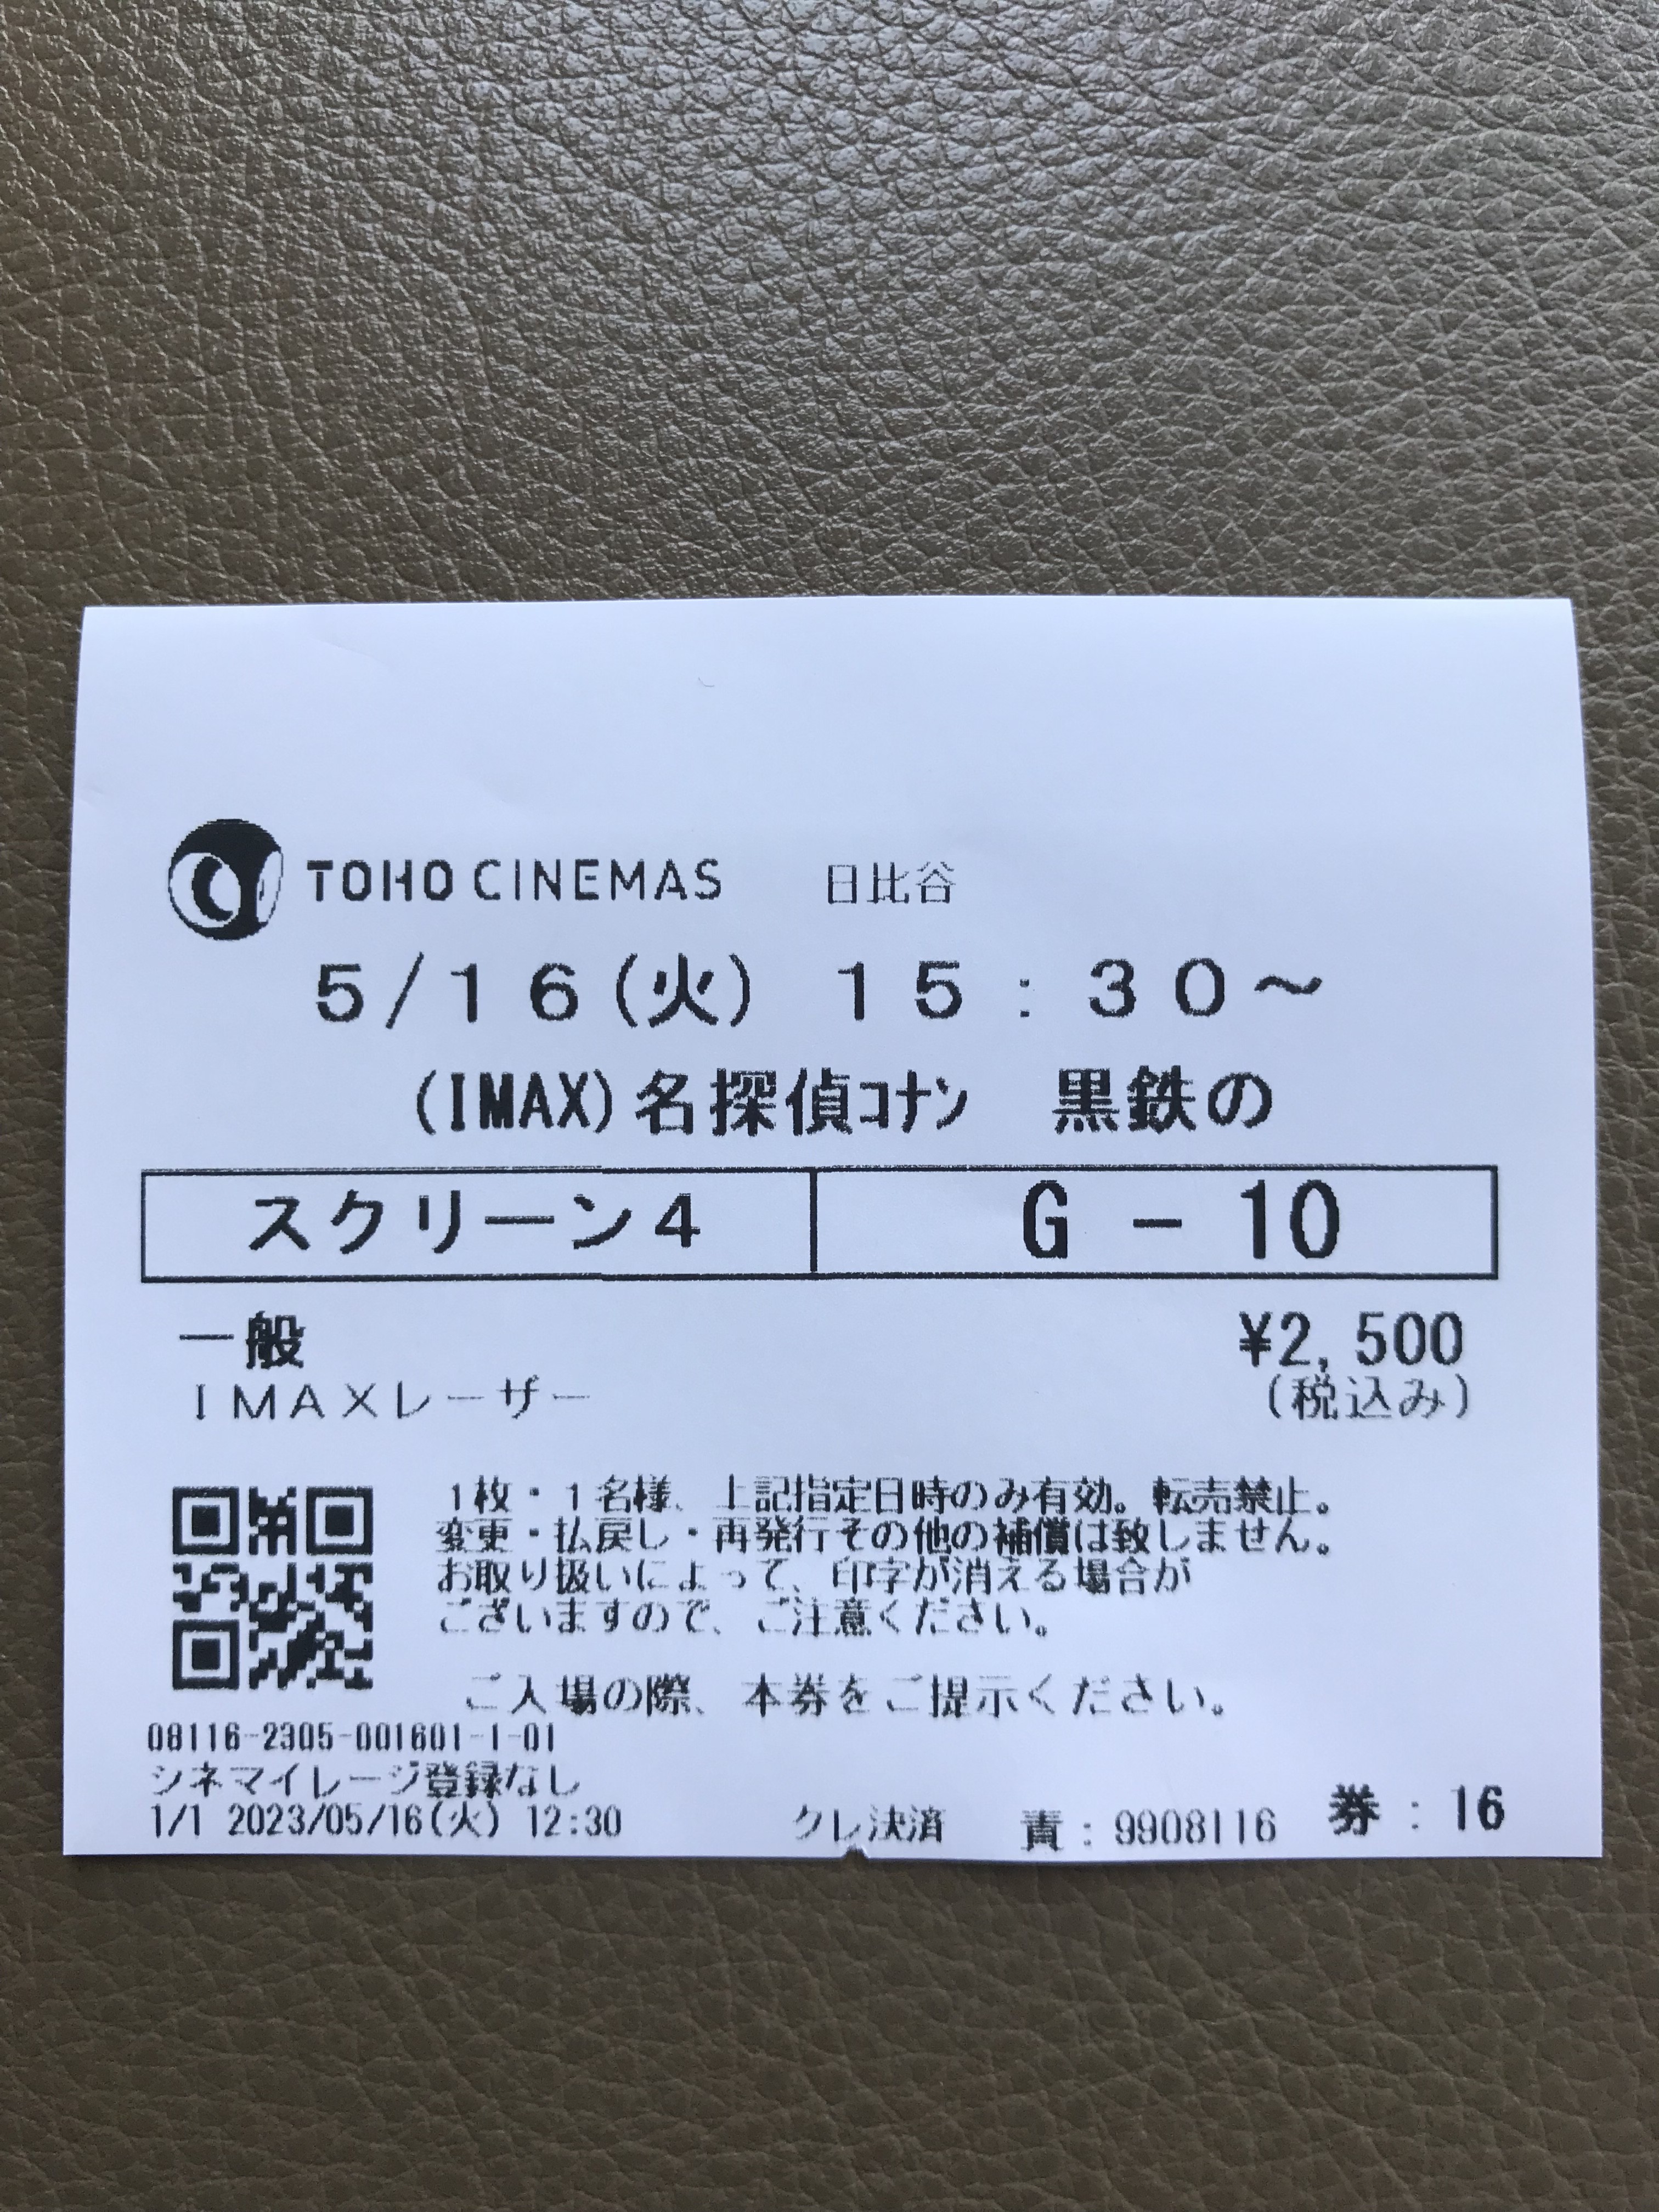 TOHO CINEMAS 日比谷
5/16(火) 15:30～
(IMAX)名探偵ｺﾅﾝ 黒鉄の
スクリーン4 G - 10
一般 ¥2,500
IMAXレーザー (税込み)
1枚・1名様、上記指定日時のみ有効。転売禁止。
変更・払戻し・再発行その他の補償は致しません。
お取り扱いによって、印字が消える場合が
ございますので、ご注意ください。
ご入場の際、本券をご提示ください。
08116-2305-001601-1-01
シネマイレージ登録なし
1/1 2023/05/16(火) 12:30 クレ決済 責:9908116 券:16